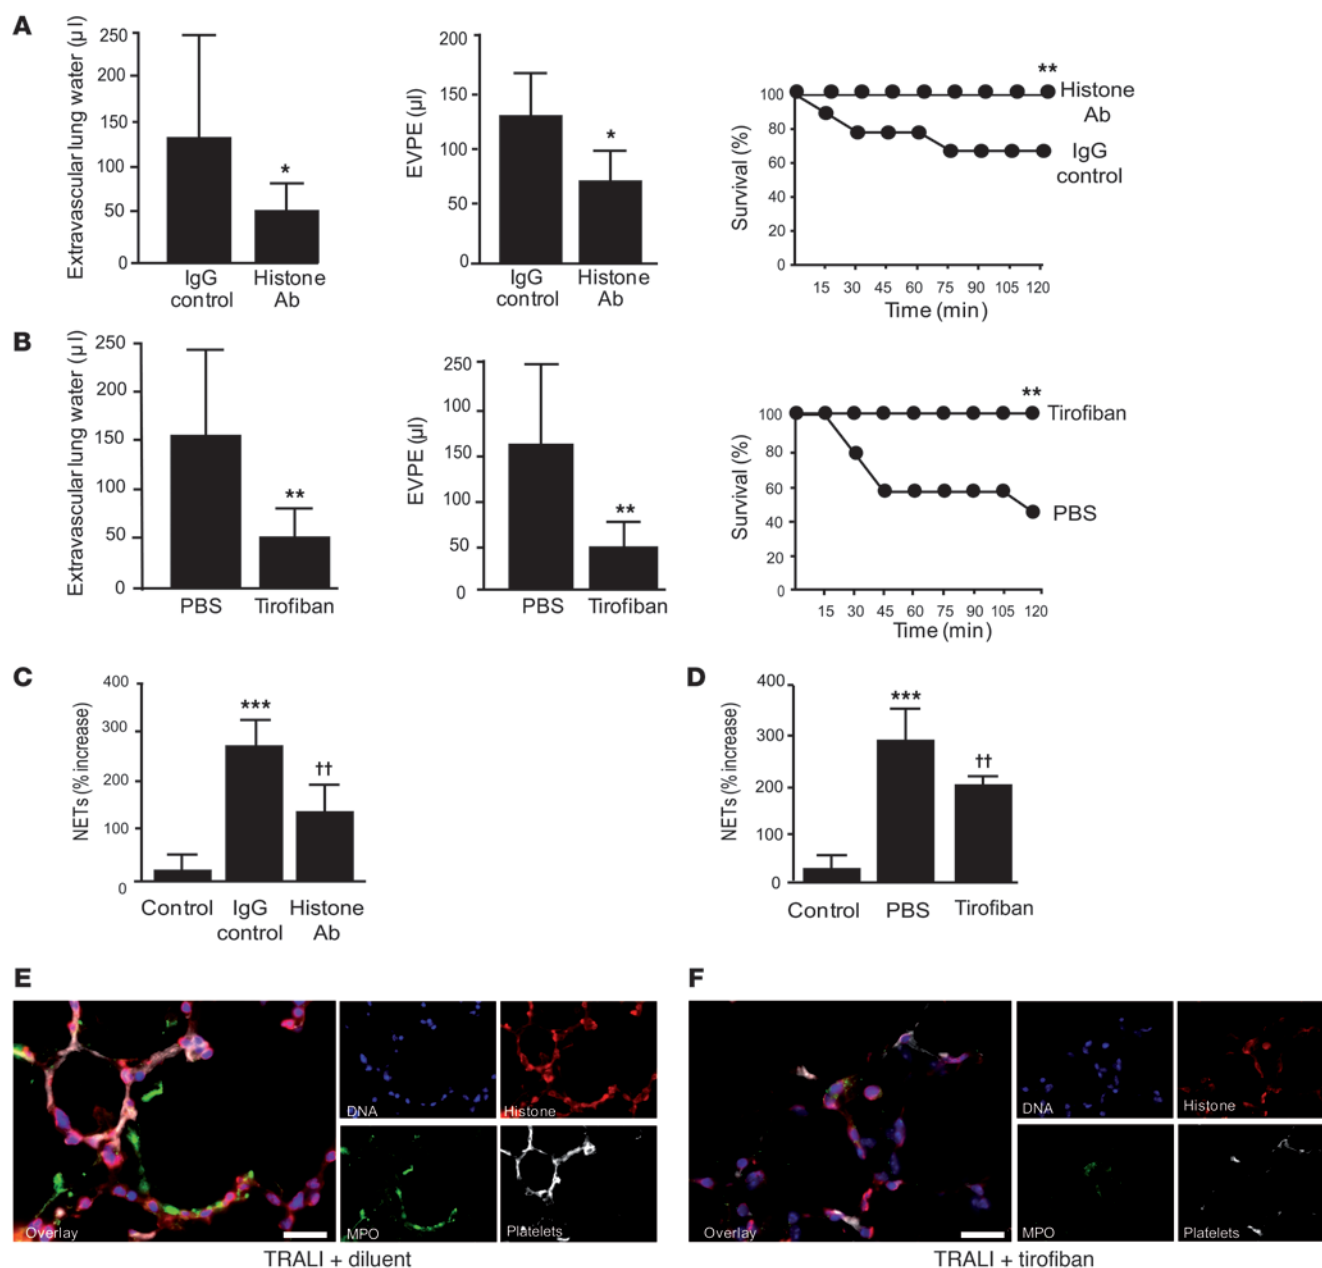 A
Extravascular lung water (µl)
250
200
150
100
50
0
IgG
control
Histone
Ab
*
EVPE (µl)
200
150
100
50
0
IgG
control
Histone
Ab
*
Survival (%)
100
80
60
40
20
0
15 30 45 60 75 90 105 120
Time (min)
**
Histone
Ab
IgG
control
B
Extravascular lung water (µl)
250
200
150
100
50
0
PBS
Tirofiban
**
EVPE (µl)
250
100
150
100
50
0
PBS
Tirofiban
**
Survival (%)
100
80
60
40
20
0
15 30 45 60 75 90 105 120
Time (min)
**
Tirofiban
PBS
C
NETs (% increase)
400
300
200
100
0
***
††
Control
IgG
control
Histone
Ab
D
NETs (% increase)
400
300
200
100
0
***
††
Control
PBS
Tirofiban
E
Overlay
DNA
Histone
MPO
Platelets
TRALI + diluent
F
Overlay
DNA
Histone
MPO
Platelets
TRALI + tirofiban